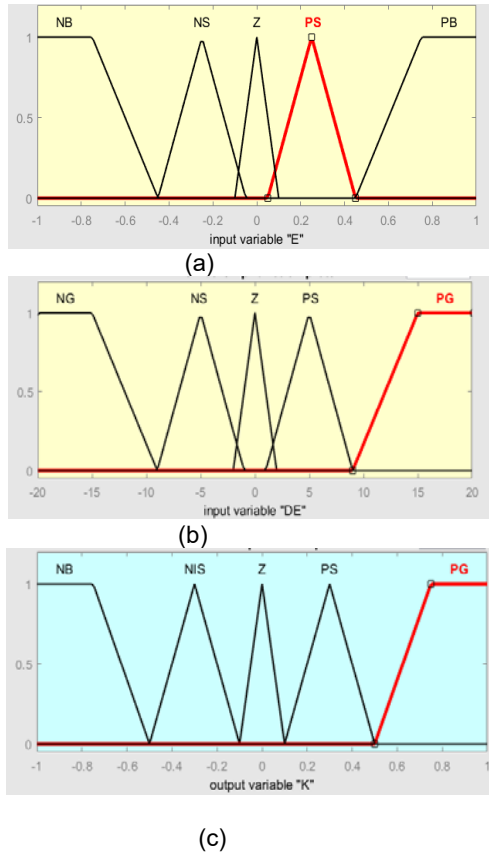 NB NS Z PS PB
1
0.5
0
-1 -0.8 -0.6 -0.4 -0.2 0 0.2 0.4 0.6 0.8 1
input variable "E"
(a)
NG NS Z PS PG
1
0.5
0
-20 -15 -10 -5 0 5 10 15 20
input variable "DE"
(b)
NB NIS Z PS PG
1
0.5
0
-1 -0.8 -0.6 -0.4 -0.2 0 0.2 0.4 0.6 0.8 1
output variable "K"
(c)